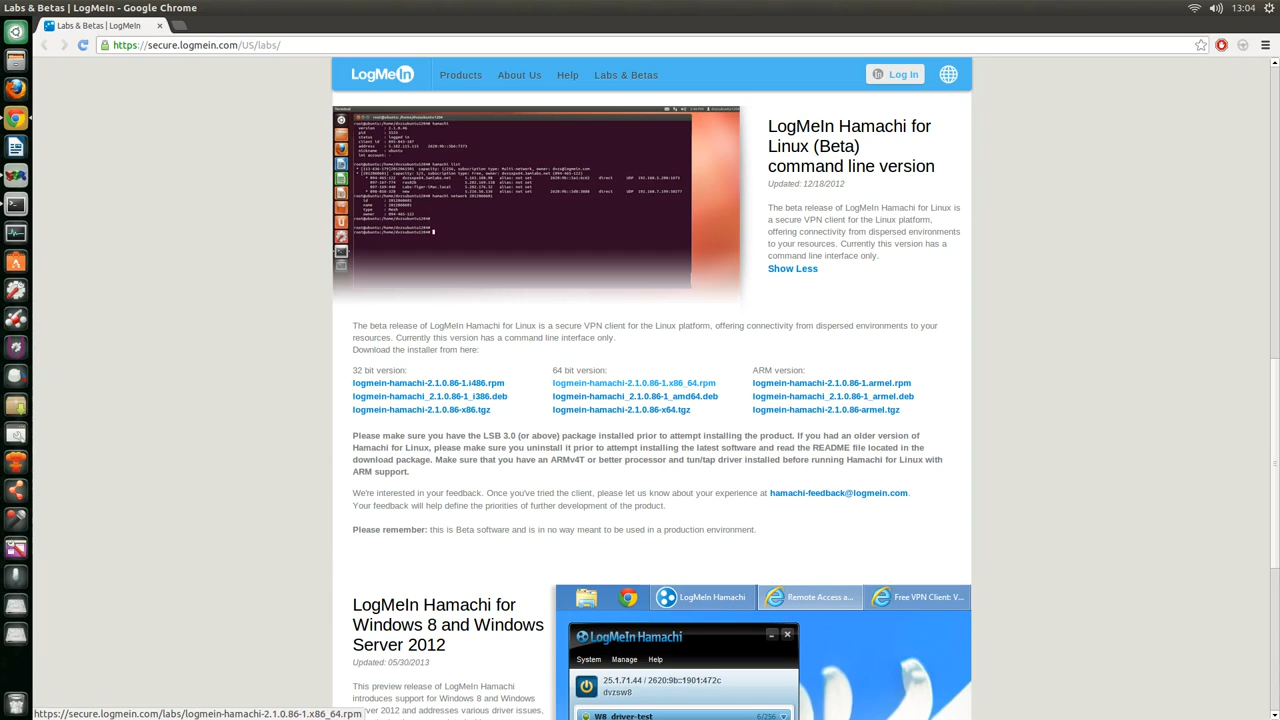 Labs & Betas | LogMeIn - Google Chrome
13:04
Labs & Betas | LogMeIn
https://secure.logmein.com/US/labs/
LogMeIn
Products
About Us
Help
Labs & Betas
Log In
LogMeIn Hamachi for
Linux (Beta)
command line version
Updated: 12/18/2012
The beta release of LogMeIn Hamachi for Linux is
a secure VPN client for the Linux platform,
offering connectivity from dispersed environments
to your resources. Currently this version has a
command line interface only.
Show Less
The beta release of LogMeIn Hamachi for Linux is a secure VPN client for the Linux platform, offering connectivity from dispersed environments to your
resources. Currently this version has a command line interface only.
Download the installer from here:
32 bit version:
logmein-hamachi-2.1.0.86-1.i486.rpm
logmein-hamachi_2.1.0.86-1_i386.deb
logmein-hamachi-2.1.0.86-x86.tgz
64 bit version:
logmein-hamachi-2.1.0.86-1.x86_64.rpm
logmein-hamachi_2.1.0.86-1_amd64.deb
logmein-hamachi-2.1.0.86-x64.tgz
ARM version:
logmein-hamachi-2.1.0.86-1.armel.rpm
logmein-hamachi_2.1.0.86-1_armel.deb
logmein-hamachi-2.1.0.86-armel.tgz
Please make sure you have the LSB 3.0 (or above) package installed prior to attempt installing the product. If you had an older version of
Hamachi for Linux, please make sure you uninstall it prior to attempt installing the latest software and read the README file located in the
download package. Make sure that you have an ARMv4T or better processor and tun/tap driver installed before running Hamachi for Linux with
ARM support.
We're interested in your feedback. Once you've tried the client, please let us know about your experience at hamachi-feedback@logmein.com.
Your feedback will help define the priorities of further development of the product.
Please remember: this is Beta software and is in no way meant to be used in a production environment.
LogMeIn Hamachi for
Windows 8 and Windows
Server 2012
Updated: 05/30/2013
This preview release of LogMeIn Hamachi
introduces support for Windows 8 and Windows
Server 2012 and addresses various driver issues,
LogMeIn Hamachi
Remote Access a...
Free VPN Client: V...
LogMeIn Hamachi
System
Manage
Help
25.1.71.44 / 2620:9b::1901:472c
dvzsw8
W8_driver-test
6/256
https://secure.logmein.com/labs/logmein-hamachi-2.1.0.86-1.x86_64.rpm